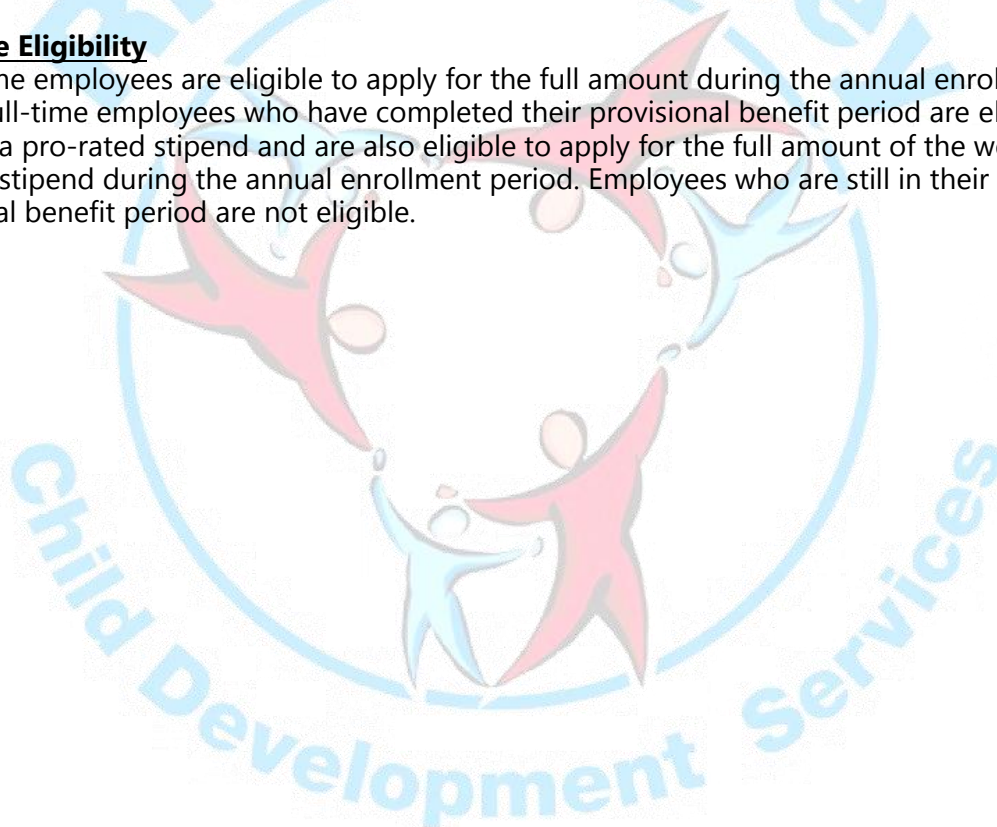 e Eligibility
me employees are eligible to apply for the full amount during the annual enrol
ull-time employees who have completed their provisional benefit period are el
a pro-rated stipend and are also eligible to apply for the full amount of the we
stipend during the annual enrollment period. Employees who are still in their
al benefit period are not eligible.
Child Development Services